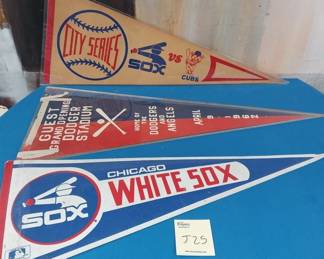 CITY SERIES
SOX
VS
CUBS
GUEST
GRAND OPENING
DODGER
STADIUM
HOME OF
THE
DODGERS
AND
ANGELS
APRIL
9
1962
CHICAGO
WHITE SOX
SOX
J25